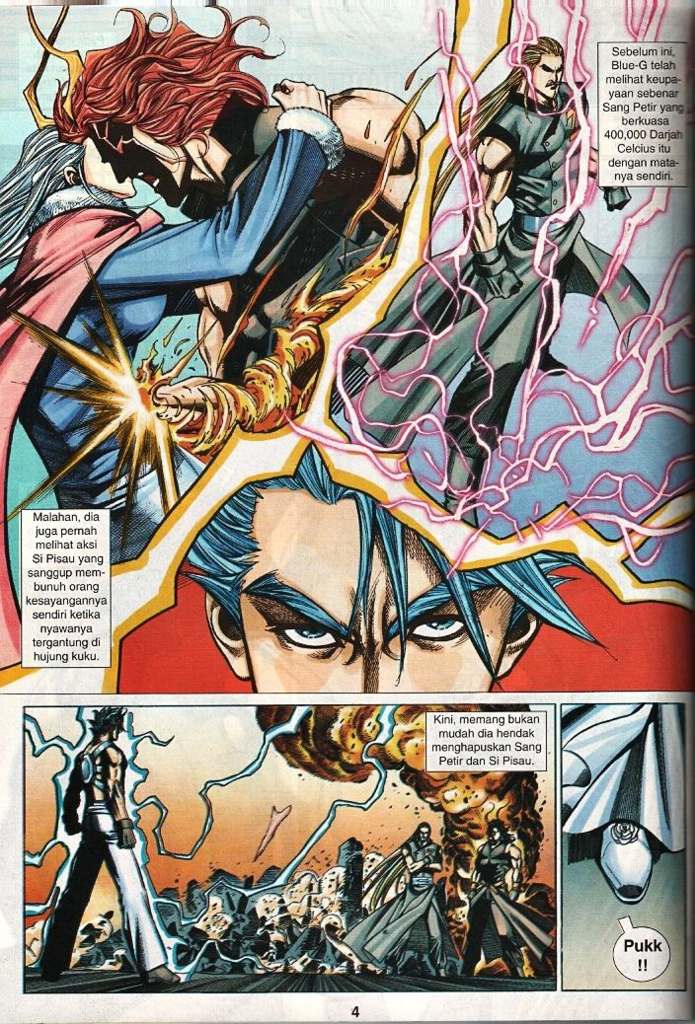 Sebelum ini,
Blue-G telah
melihat keupa-
yaan sebenar
Sang Petir yang
berkuasa
400,000 Darjah
Celcius itu
dengan mata-
nya sendiri.
Malahan, dia
juga pernah
melihat aksi
Si Pisau yang
sanggup mem-
bunuh orang
kesayangannya
sendiri ketika
nyawanya
tergantung di
hujung kuku.
Kini, memang bukan
mudah dia hendak
menghapuskan Sang
Petir dan Si Pisau.
Pukk
!!
4